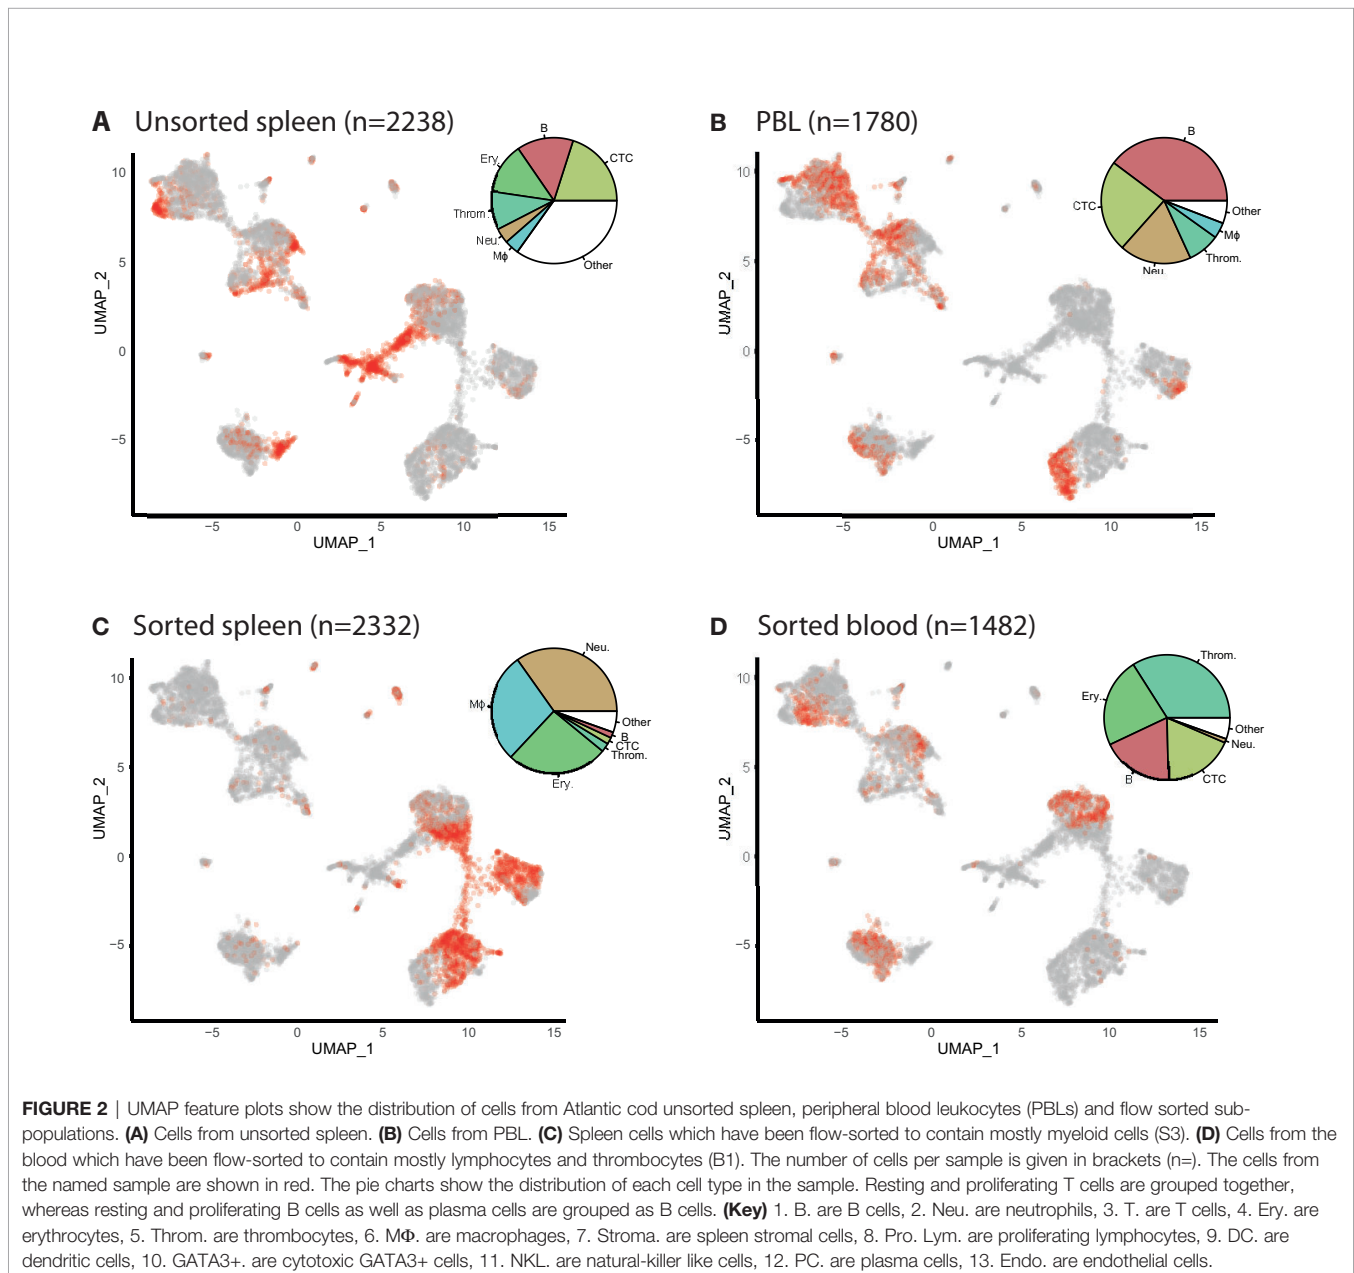 A Unsorted spleen (n=2238)
B
CTC
Ery.
Throm.
Neu.
Mϕ
Other
10
5
0
−5
UMAP_2
−5 0 5 10 15
UMAP_1
B PBL (n=1780)
B
CTC
Neu.
Throm.
Mϕ
Other
10
5
0
−5
UMAP_2
−5 0 5 10 15
UMAP_1
C Sorted spleen (n=2332)
Neu.
Mϕ
Other
B
CTC
Throm.
Ery.
10
5
0
−5
UMAP_2
−5 0 5 10 15
UMAP_1
D Sorted blood (n=1482)
Throm.
Ery.
Other
Neu.
B
CTC
10
5
0
−5
UMAP_2
−5 0 5 10 15
UMAP_1
FIGURE 2 | UMAP feature plots show the distribution of cells from Atlantic cod unsorted spleen, peripheral blood leukocytes (PBLs) and flow sorted sub-
populations. (A) Cells from unsorted spleen. (B) Cells from PBL. (C) Spleen cells which have been flow-sorted to contain mostly myeloid cells (S3). (D) Cells from the
blood which have been flow-sorted to contain mostly lymphocytes and thrombocytes (B1). The number of cells per sample is given in brackets (n=). The cells from
the named sample are shown in red. The pie charts show the distribution of each cell type in the sample. Resting and proliferating T cells are grouped together,
whereas resting and proliferating B cells as well as plasma cells are grouped as B cells. (Key) 1. B. are B cells, 2. Neu. are neutrophils, 3. T. are T cells, 4. Ery. are
erythrocytes, 5. Throm. are thrombocytes, 6. MΦ. are macrophages, 7. Stroma. are spleen stromal cells, 8. Pro. Lym. are proliferating lymphocytes, 9. DC. are
dendritic cells, 10. GATA3+. are cytotoxic GATA3+ cells, 11. NKL. are natural-killer like cells, 12. PC. are plasma cells, 13. Endo. are endothelial cells.